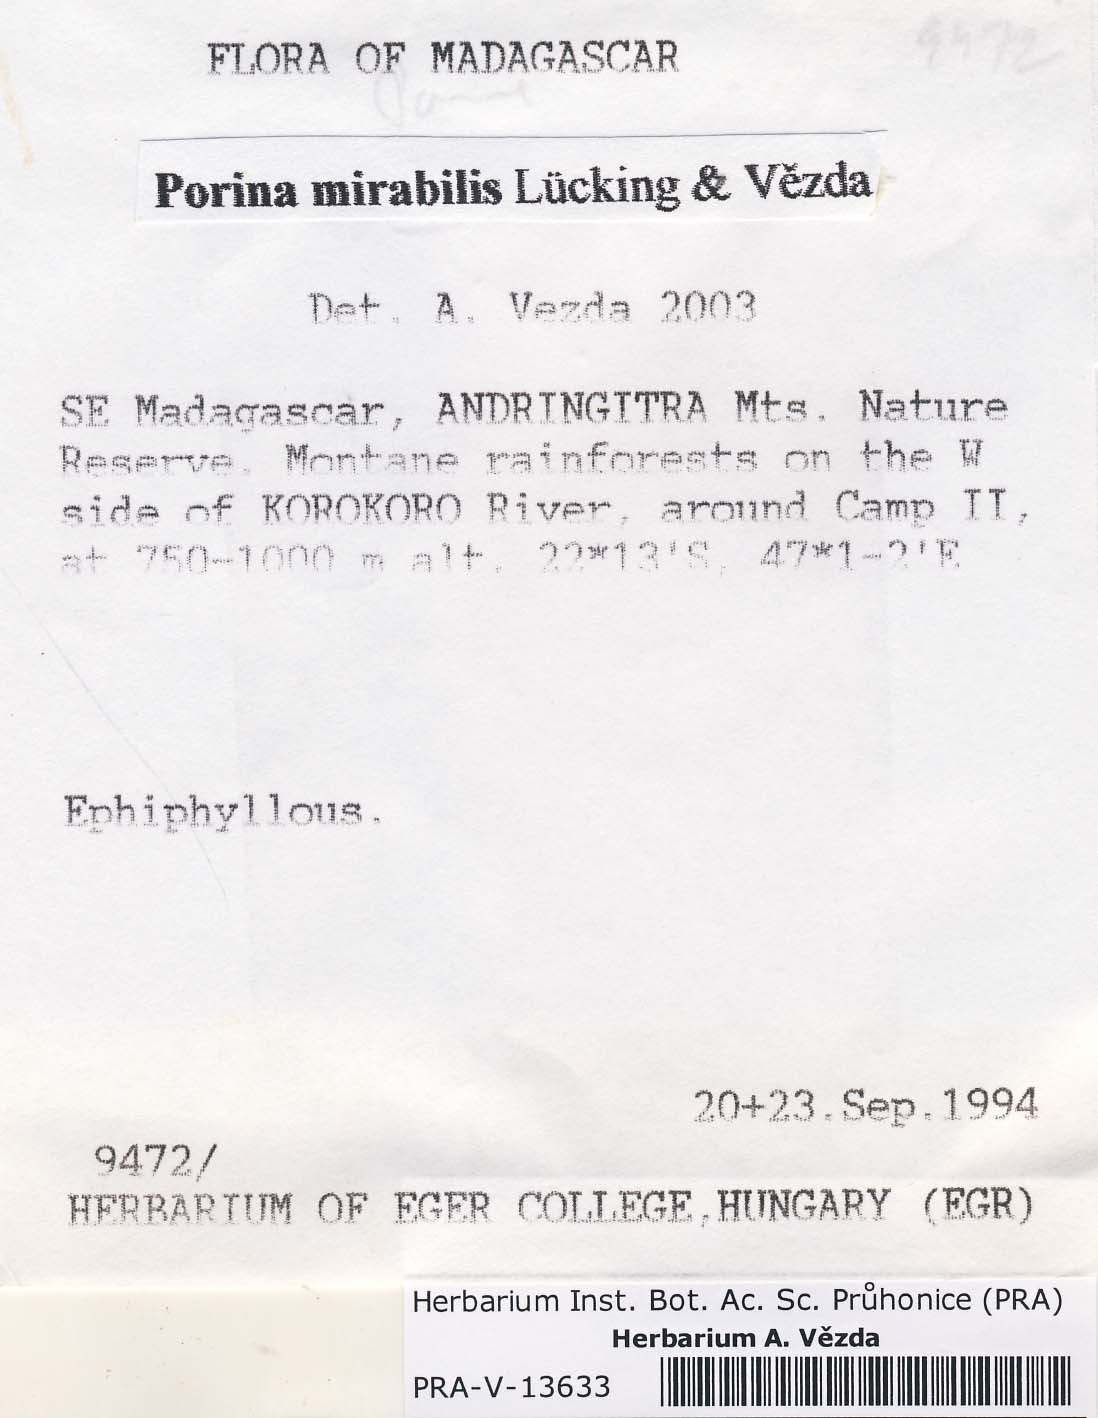 FLORA OF MADAGASCAR
Porina mirabilis Lücking & Vězda
Det. A. Vezda 2003
SE Madagascar, ANDRINGITRA Mts. Nature
Reserve. Montane rainforests on the W
side of KOROKORO River, around Camp II,
at 750-1000 m alt. 22*13'S, 47*1-2'E
Ephiphyllous.
20+23.Sep.1994
9472/
HERBARIUM OF EGER COLLEGE,HUNGARY (EGR)
Herbarium Inst. Bot. Ac. Sc. Průhonice (PRA)
Herbarium A. Vězda
PRA-V-13633